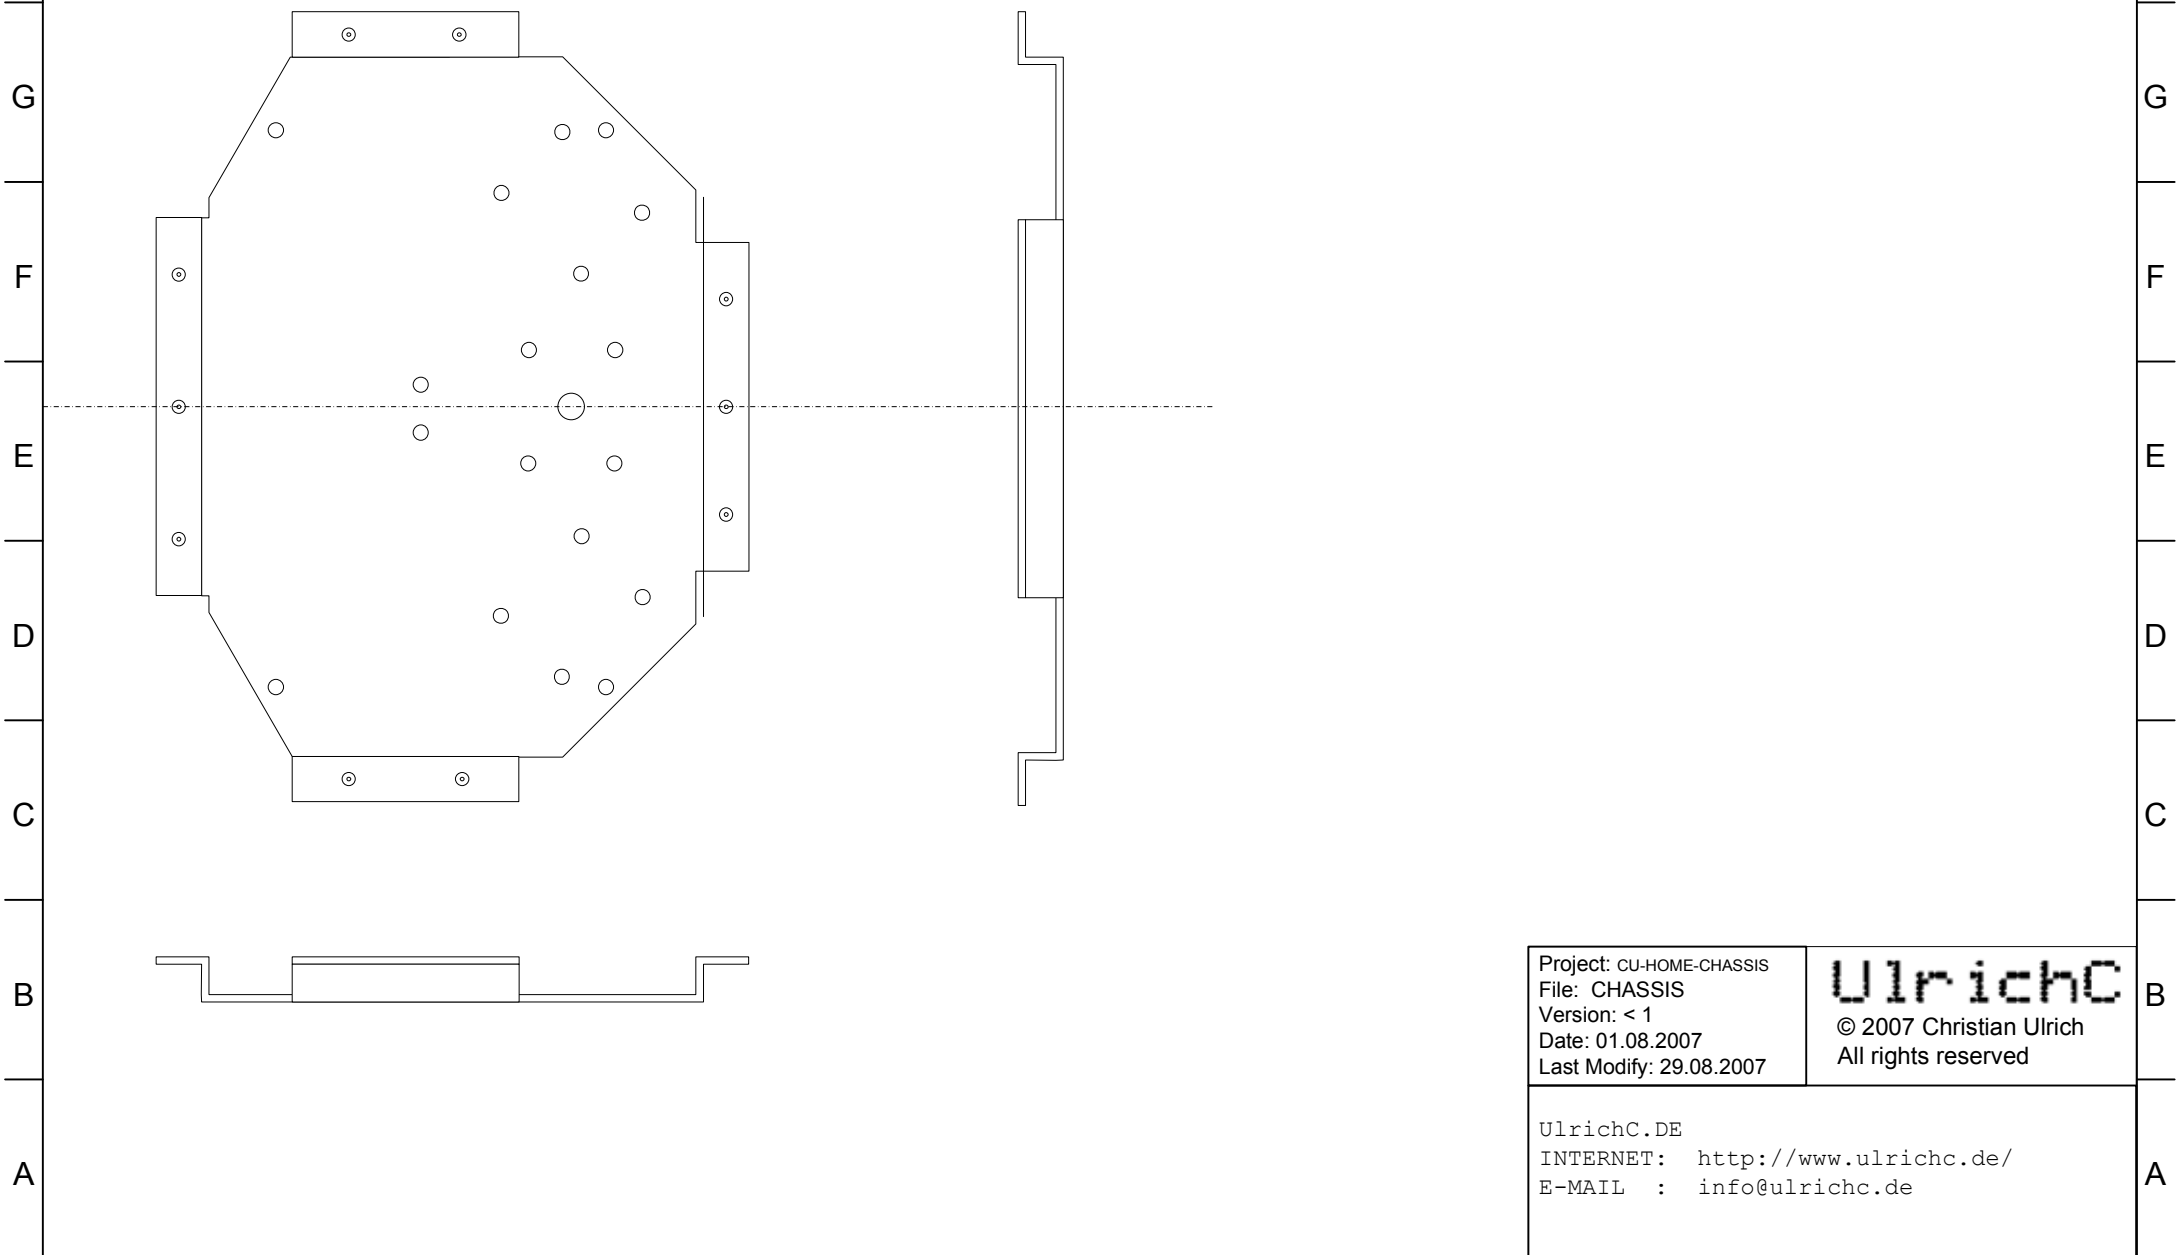 G
G
F
F
E
E
D
D
C
C
B
B
A
A
Project: CU-HOME-CHASSIS
File: CHASSIS
Version: < 1
Date: 01.08.2007
Last Modify: 29.08.2007
UlrichC
© 2007 Christian Ulrich
All rights reserved
UlrichC.DE
INTERNET: http://www.ulrichc.de/
E-MAIL : info@ulrichc.de